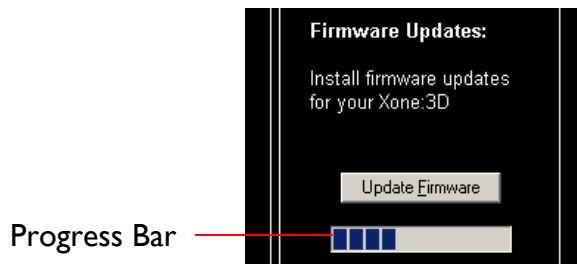 Firmware Updates:
Install firmware updates
for your Xone:3D
Update Firmware
Progress Bar